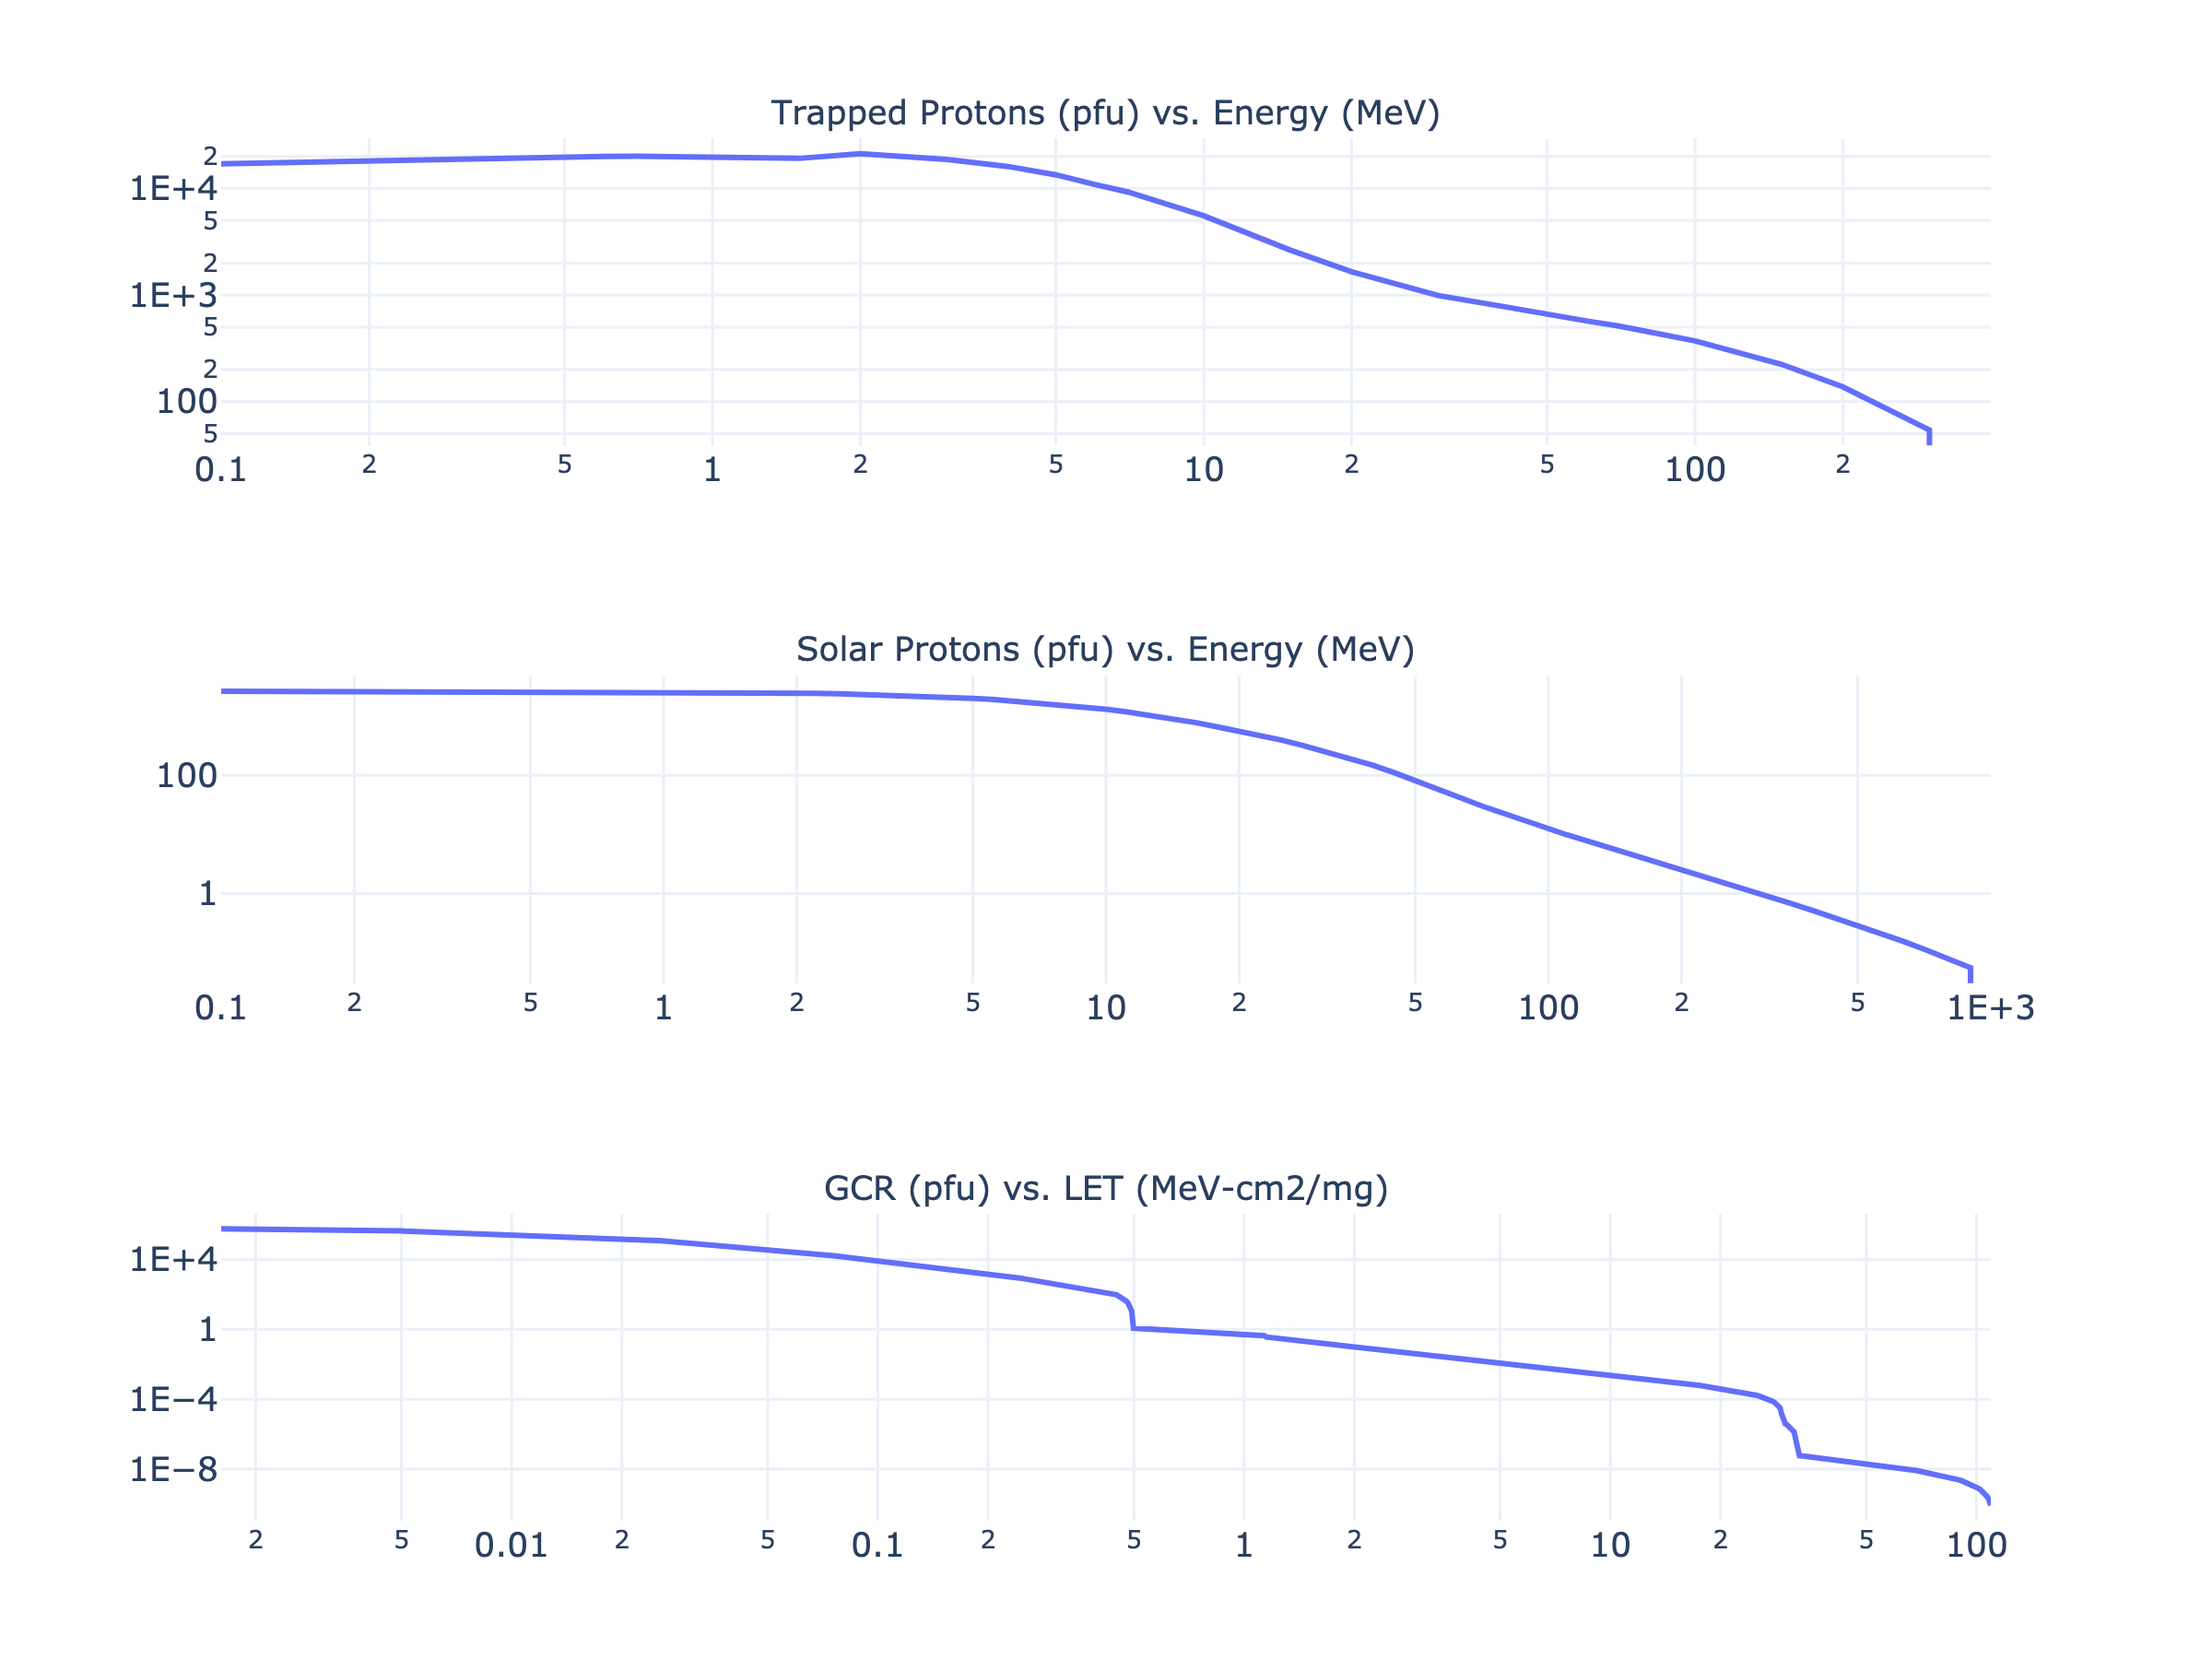 Trapped Protons (pfu) vs. Energy (MeV)
2
1E+4
5
2
1E+3
5
2
100
5
0.1 2 5 1 2 5 10 2 5 100 2
Solar Protons (pfu) vs. Energy (MeV)
100
1
0.1 2 5 1 2 5 10 2 5 100 2 5 1E+3
GCR (pfu) vs. LET (MeV-cm2/mg)
1E+4
1
1E−4
1E−8
2 5 0.01 2 5 0.1 2 5 1 2 5 10 2 5 100